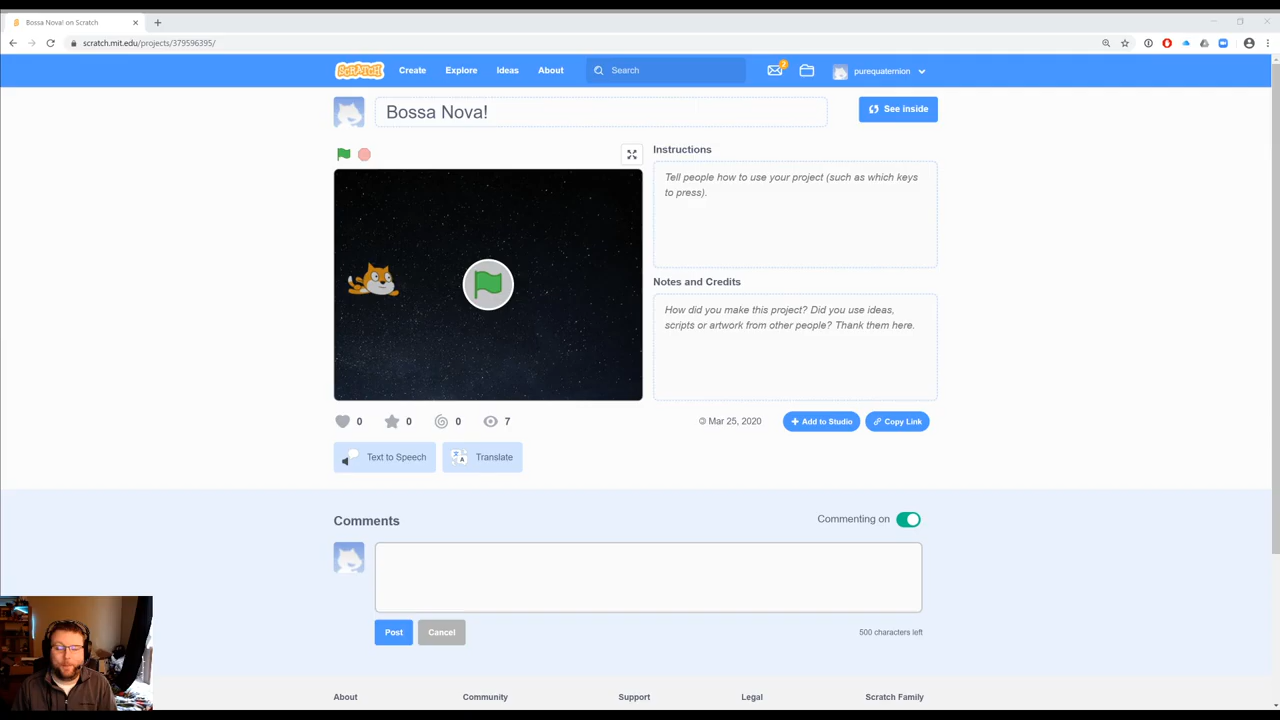 Bossa Nova! on Scratch
scratch.mit.edu/projects/379596395/
SCRATCH
Create
Explore
Ideas
About
Search
2
purequaternion
Bossa Nova!
See inside
Instructions
Tell people how to use your project (such as which keys
to press).
Notes and Credits
How did you make this project? Did you use ideas,
scripts or artwork from other people? Thank them here.
0
0
0
7
Mar 25, 2020
Add to Studio
Copy Link
Text to Speech
Translate
Comments
Commenting on
Post
Cancel
500 characters left
About
Community
Support
Legal
Scratch Family